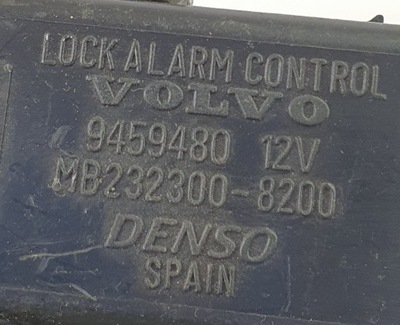 LOCK ALARM CONTROL
VOLVO
9459480 12V
MB232300-8200
DENSO
SPAIN